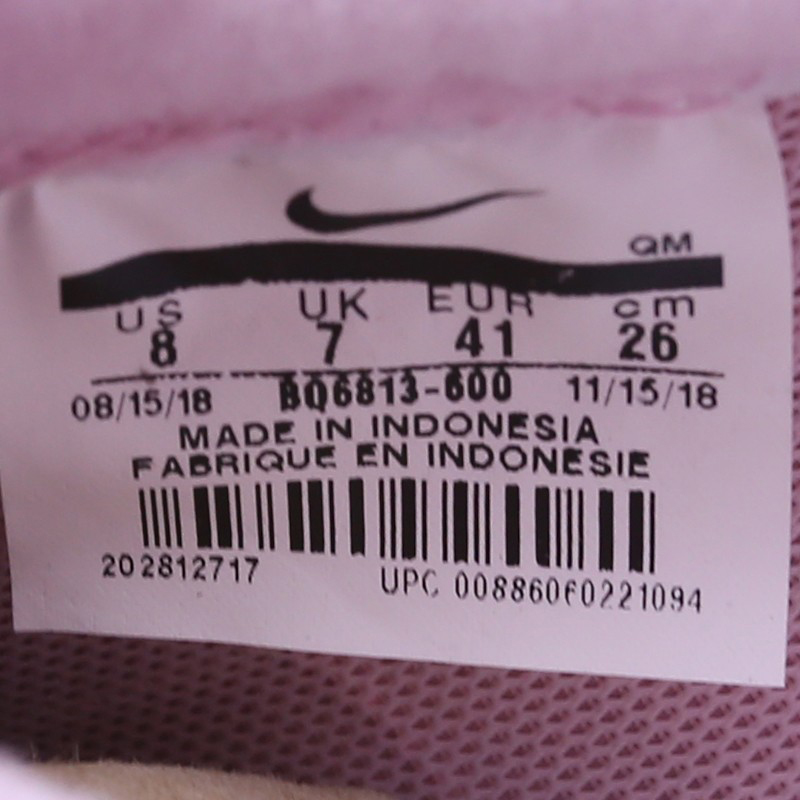 QM
US UK EUR cm
8 7 41 26
08/15/18 BQ6813-600 11/15/18
MADE IN INDONESIA
FABRIQUE EN INDONESIE
202812717
UPC 00886060221094